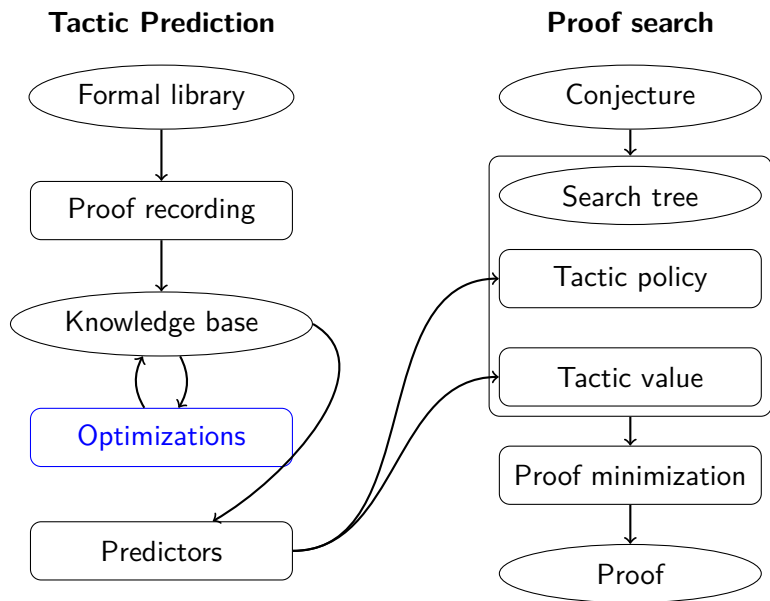 Tactic Prediction
Formal library
Proof recording
Knowledge base
Optimizations
Predictors
Proof search
Conjecture
Search tree
Tactic policy
Tactic value
Proof minimization
Proof